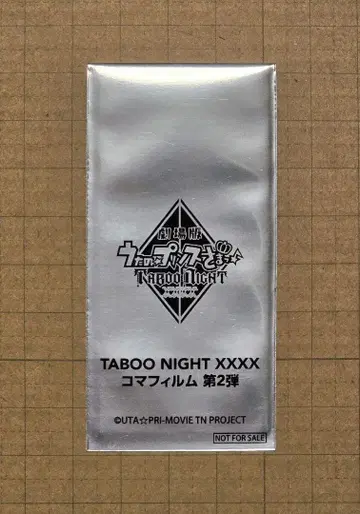 劇場版
うたの☆プリンスさまっ♪
TABOO NIGHT
TABOO NIGHT XXXX
コマフィルム 第2弾
©UTA☆PRI-MOVIE TN PROJECT
NOT FOR SALE